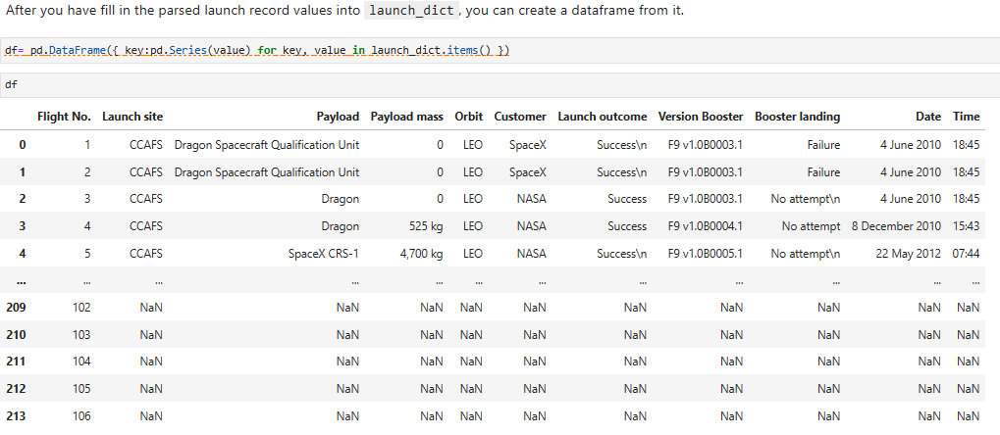 After you have fill in the parsed launch record values into launch_dict, you can create a dataframe from it.
df= pd.DataFrame({ key:pd.Series(value) for key, value in launch_dict.items() })
df
Flight No. Launch site Payload Payload mass Orbit Customer Launch outcome Version Booster Booster landing Date Time
0 1 CCAFS Dragon Spacecraft Qualification Unit 0 LEO SpaceX Success\n F9 v1.0B0003.1 Failure 4 June 2010 18:45
1 2 CCAFS Dragon Spacecraft Qualification Unit 0 LEO SpaceX Success\n F9 v1.0B0003.1 Failure 4 June 2010 18:45
2 3 CCAFS Dragon 0 LEO NASA Success F9 v1.0B0003.1 No attempt\n 4 June 2010 18:45
3 4 CCAFS Dragon 525 kg LEO NASA Success F9 v1.0B0004.1 No attempt 8 December 2010 15:43
4 5 CCAFS SpaceX CRS-1 4,700 kg LEO NASA Success\n F9 v1.0B0005.1 No attempt\n 22 May 2012 07:44
... ... ... ... ... ... ... ... ... ... ... ...
209 102 NaN NaN NaN NaN NaN NaN NaN NaN NaN NaN
210 103 NaN NaN NaN NaN NaN NaN NaN NaN NaN NaN
211 104 NaN NaN NaN NaN NaN NaN NaN NaN NaN NaN
212 105 NaN NaN NaN NaN NaN NaN NaN NaN NaN NaN
213 106 NaN NaN NaN NaN NaN NaN NaN NaN NaN NaN